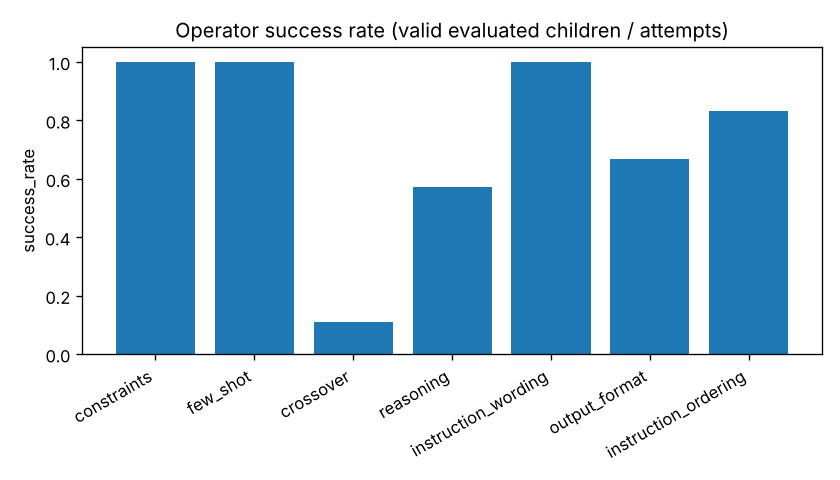 Operator success rate (valid evaluated children / attempts)
success_rate
1.0
0.8
0.6
0.4
0.2
0.0
constraints
few_shot
crossover
reasoning
instruction_wording
output_format
instruction_ordering